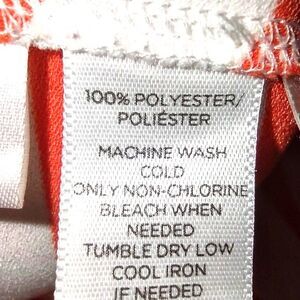 100% POLYESTER/
POLIÉSTER
MACHINE WASH
COLD
ONLY NON-CHLORINE
BLEACH WHEN
NEEDED
TUMBLE DRY LOW
COOL IRON
IF NEEDED